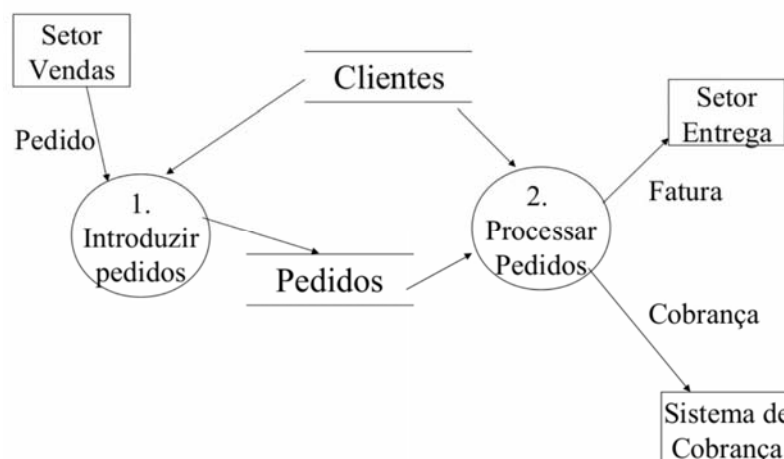 Setor
Vendas
Clientes
Setor
Entrega
Pedido
1.
Introduzir
pedidos
2.
Processar
Pedidos
Fatura
Pedidos
Cobrança
Sistema de
Cobrança